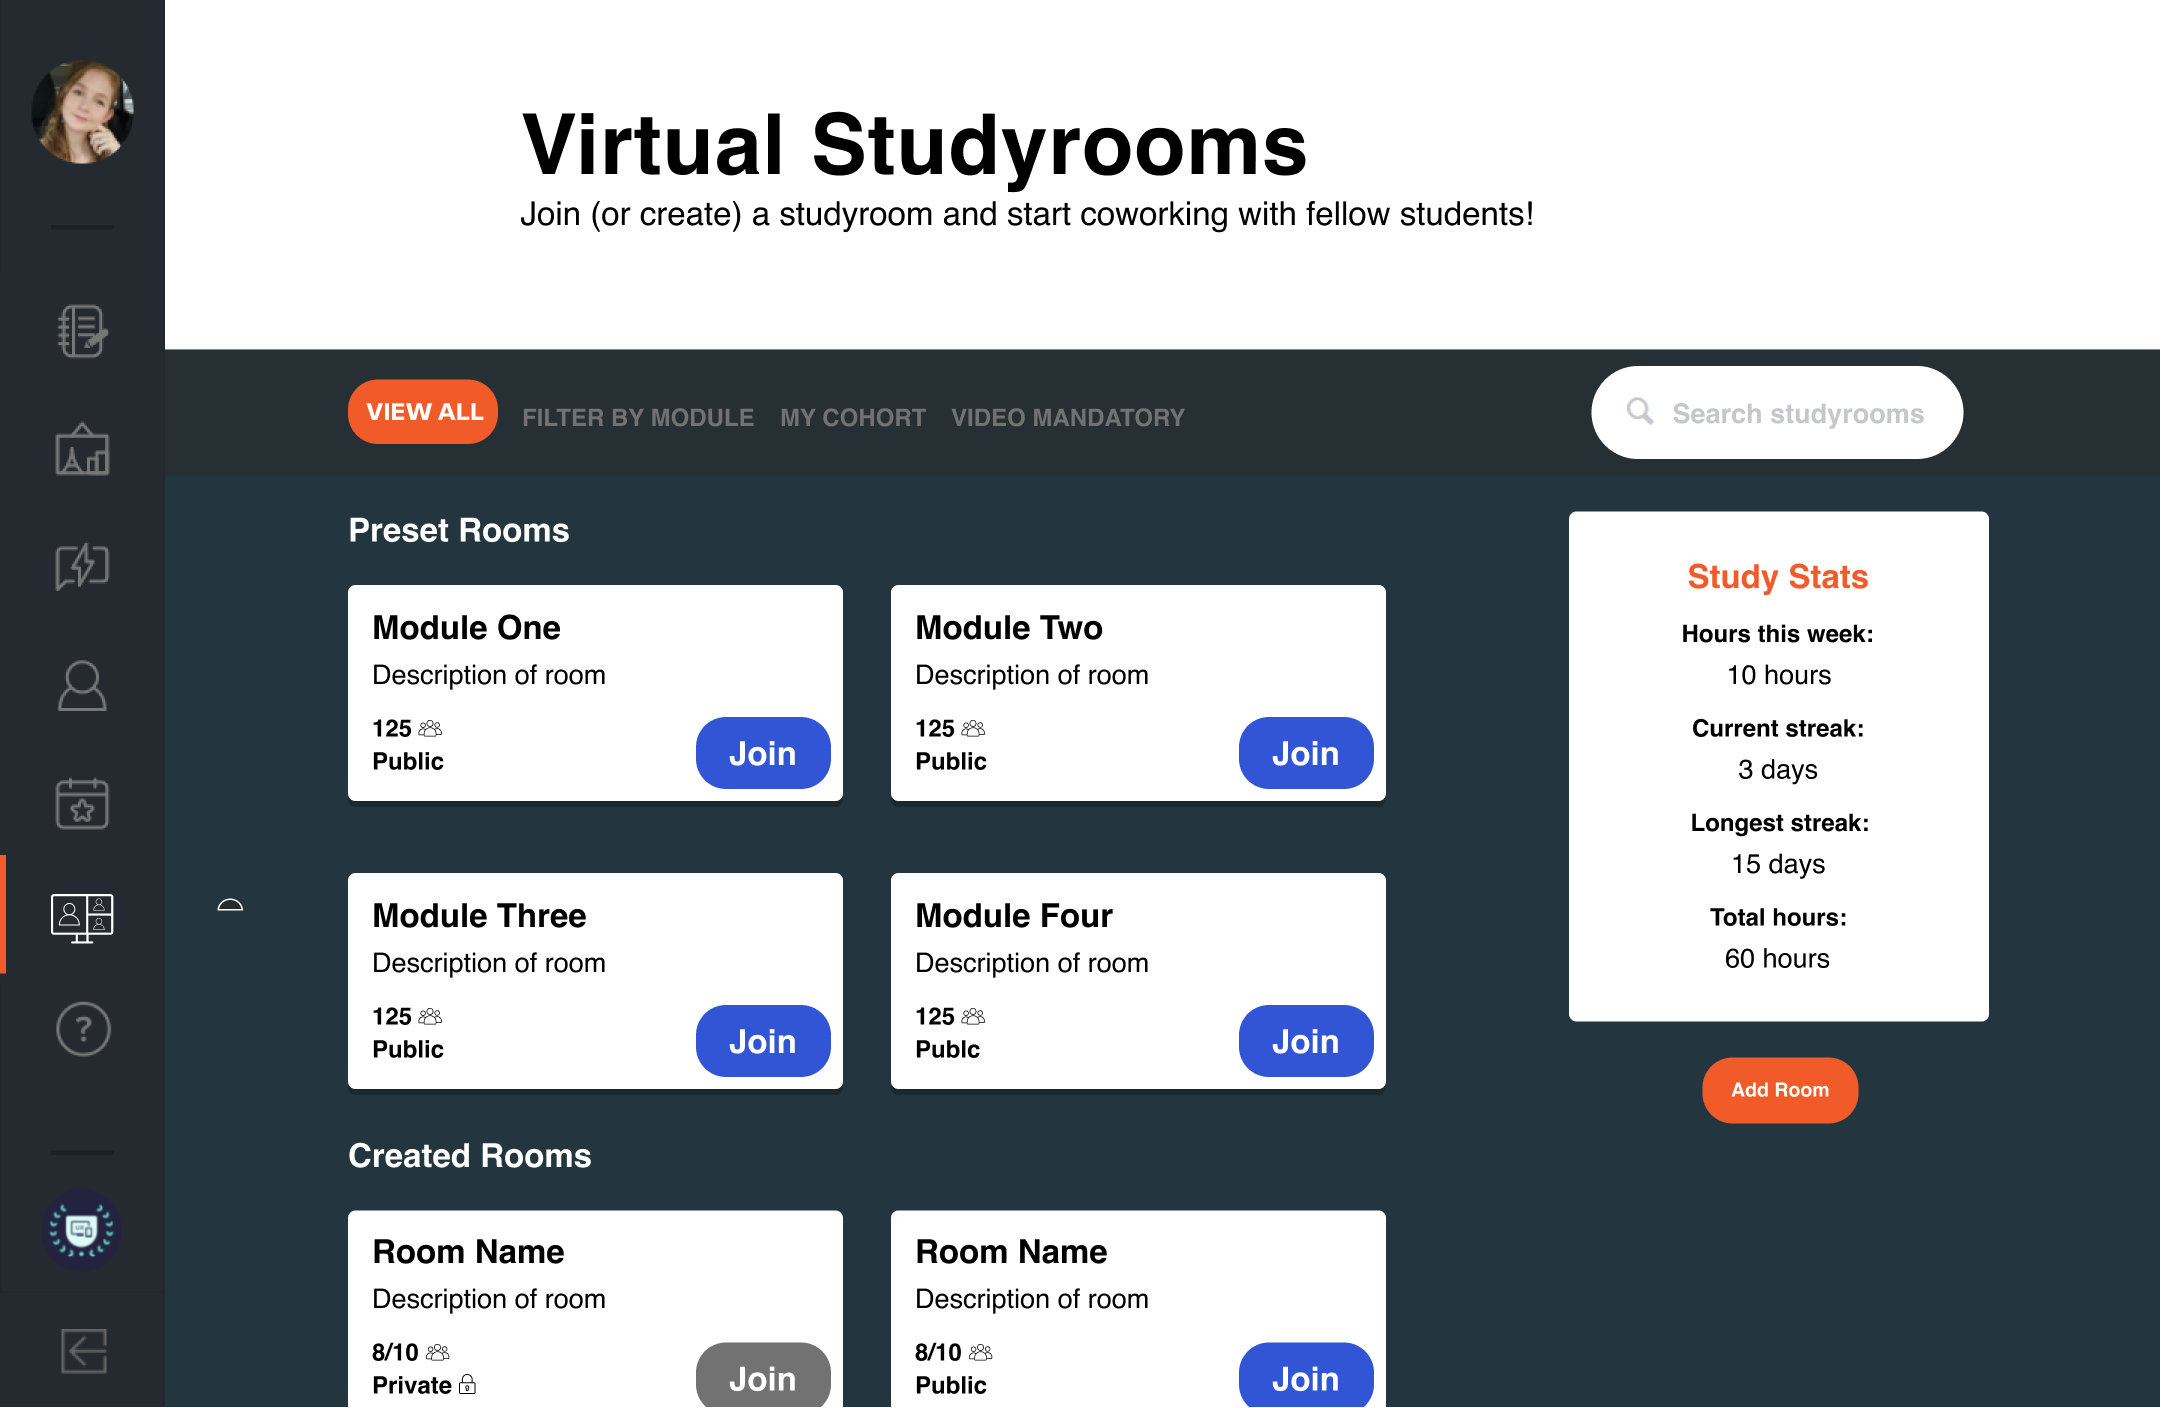 Virtual Studyrooms
Join (or create) a studyroom and start coworking with fellow students!
VIEW ALL
FILTER BY MODULE
MY COHORT
VIDEO MANDATORY
Search studyrooms
Preset Rooms
Module One
Description of room
125
Public
Join
Module Two
Description of room
125
Public
Join
Module Three
Description of room
125
Public
Join
Module Four
Description of room
125
Publc
Join
Created Rooms
Room Name
Description of room
8/10
Private
Join
Room Name
Description of room
8/10
Public
Join
Study Stats
Hours this week:
10 hours
Current streak:
3 days
Longest streak:
15 days
Total hours:
60 hours
Add Room